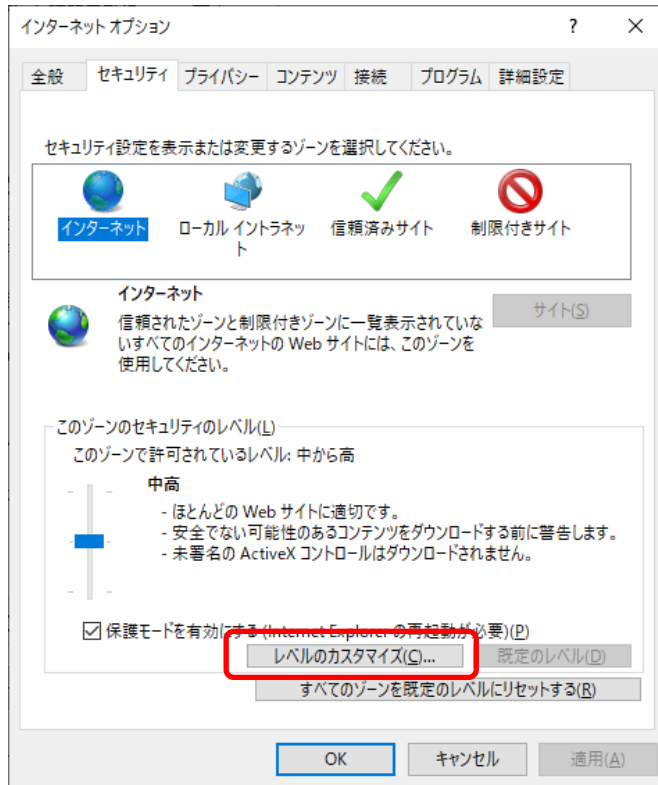 インターネット オプション
全般 セキュリティ プライバシー コンテンツ 接続 プログラム 詳細設定
セキュリティ設定を表示または変更するゾーンを選択してください。
インターネット ローカル イントラネッ 信頼済みサイト 制限付きサイト
ト
インターネット
サイト(S)
信頼されたゾーンと制限付きゾーンに一覧表示されていな
いすべてのインターネットの Web サイトには、このゾーンを
使用してください。
このゾーンのセキュリティのレベル(L)
このゾーンで許可されているレベル: 中から高
中高
- ほとんどの Web サイトに適切です。
- 安全でない可能性のあるコンテンツをダウンロードする前に警告します。
- 未署名の ActiveX コントロールはダウンロードされません。
保護モードを有効にする (Internet Explorer の再起動が必要)(P)
レベルのカスタマイズ(C)... 既定のレベル(D)
すべてのゾーンを既定のレベルにリセットする(R)
OK キャンセル 適用(A)